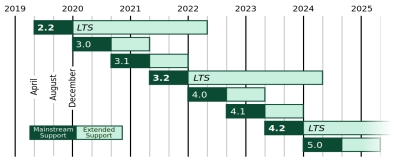 2019 2020 2021 2022 2023 2024 2025
2.2 LTS
3.0
3.1
3.2 LTS
4.0
4.1
4.2 LTS
5.0
April
August
December
Mainstream Support
Extended Support